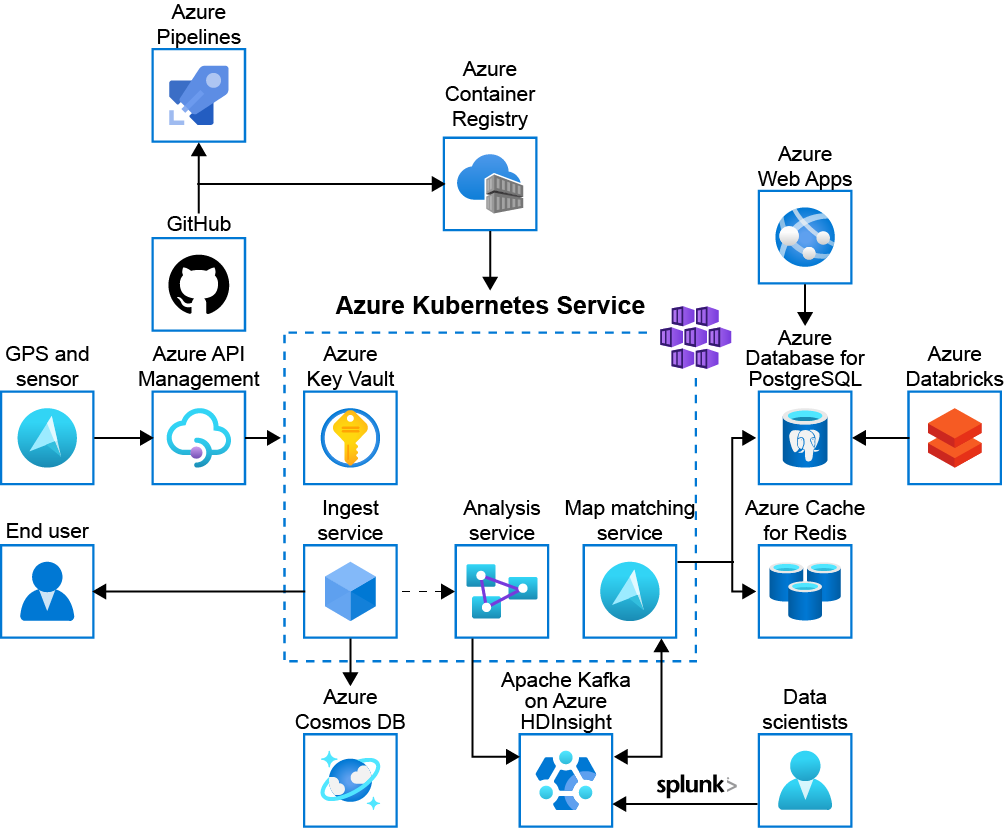 Azure
Pipelines
Azure
Container
Registry
Azure
Web Apps
GitHub
Azure Kubernetes Service
GPS and
sensor
Azure API
Management
Azure
Key Vault
Azure
Database for
PostgreSQL
Azure
Databricks
End user
Ingest
service
Analysis
service
Map matching
service
Azure Cache
for Redis
Azure
Cosmos DB
Apache Kafka
on Azure
HDInsight
Data
scientists
splunk>